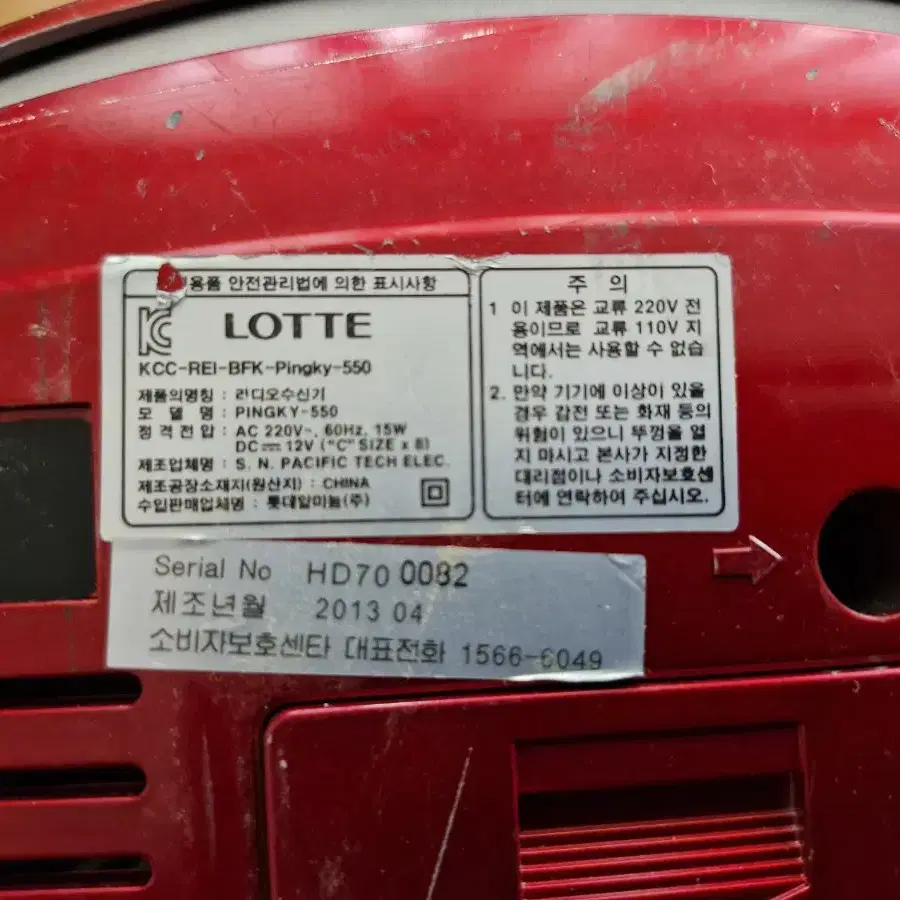 용품 안전관리법에 의한 표시사항
LOTTE
KCC-REI-BFK-Pingky-550
제품의명칭 : 라디오수신기
모 델 명 : PINGKY-550
정격전압 : AC 220V~, 60Hz, 15W
DC 12V ("C" SIZE x 8)
제조업체명 : S. N. PACIFIC TECH ELEC.
제조공장소재지(원산지) : CHINA
수입판매업체명 : 롯데알미늄(주)
주 의
1 이 제품은 교류 220V 전
용이므로 교류 110V 지
역에서는 사용할 수 없습
니다.
2. 만약 기기에 이상이 있을
경우 감전 또는 화재 등의
위험이 있으니 뚜껑을 열
지 마시고 본사가 지정한
대리점이나 소비자보호센
터에 연락하여 주십시오.
Serial No HD70 0082
제조년월 2013 04
소비자보호센타 대표전화 1566-6049